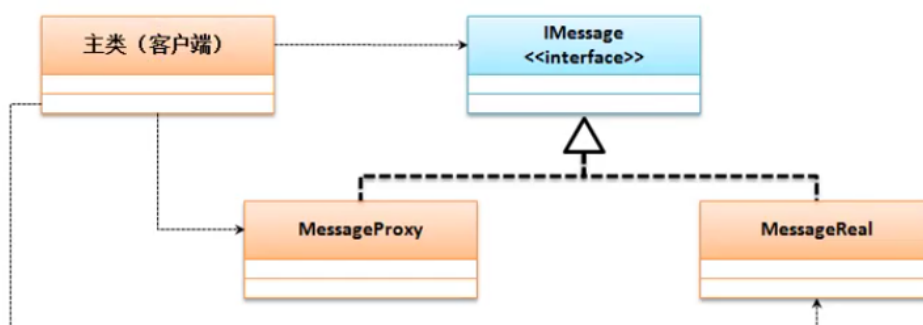 主类（客户端）
IMessage
<<interface>>
MessageProxy
MessageReal